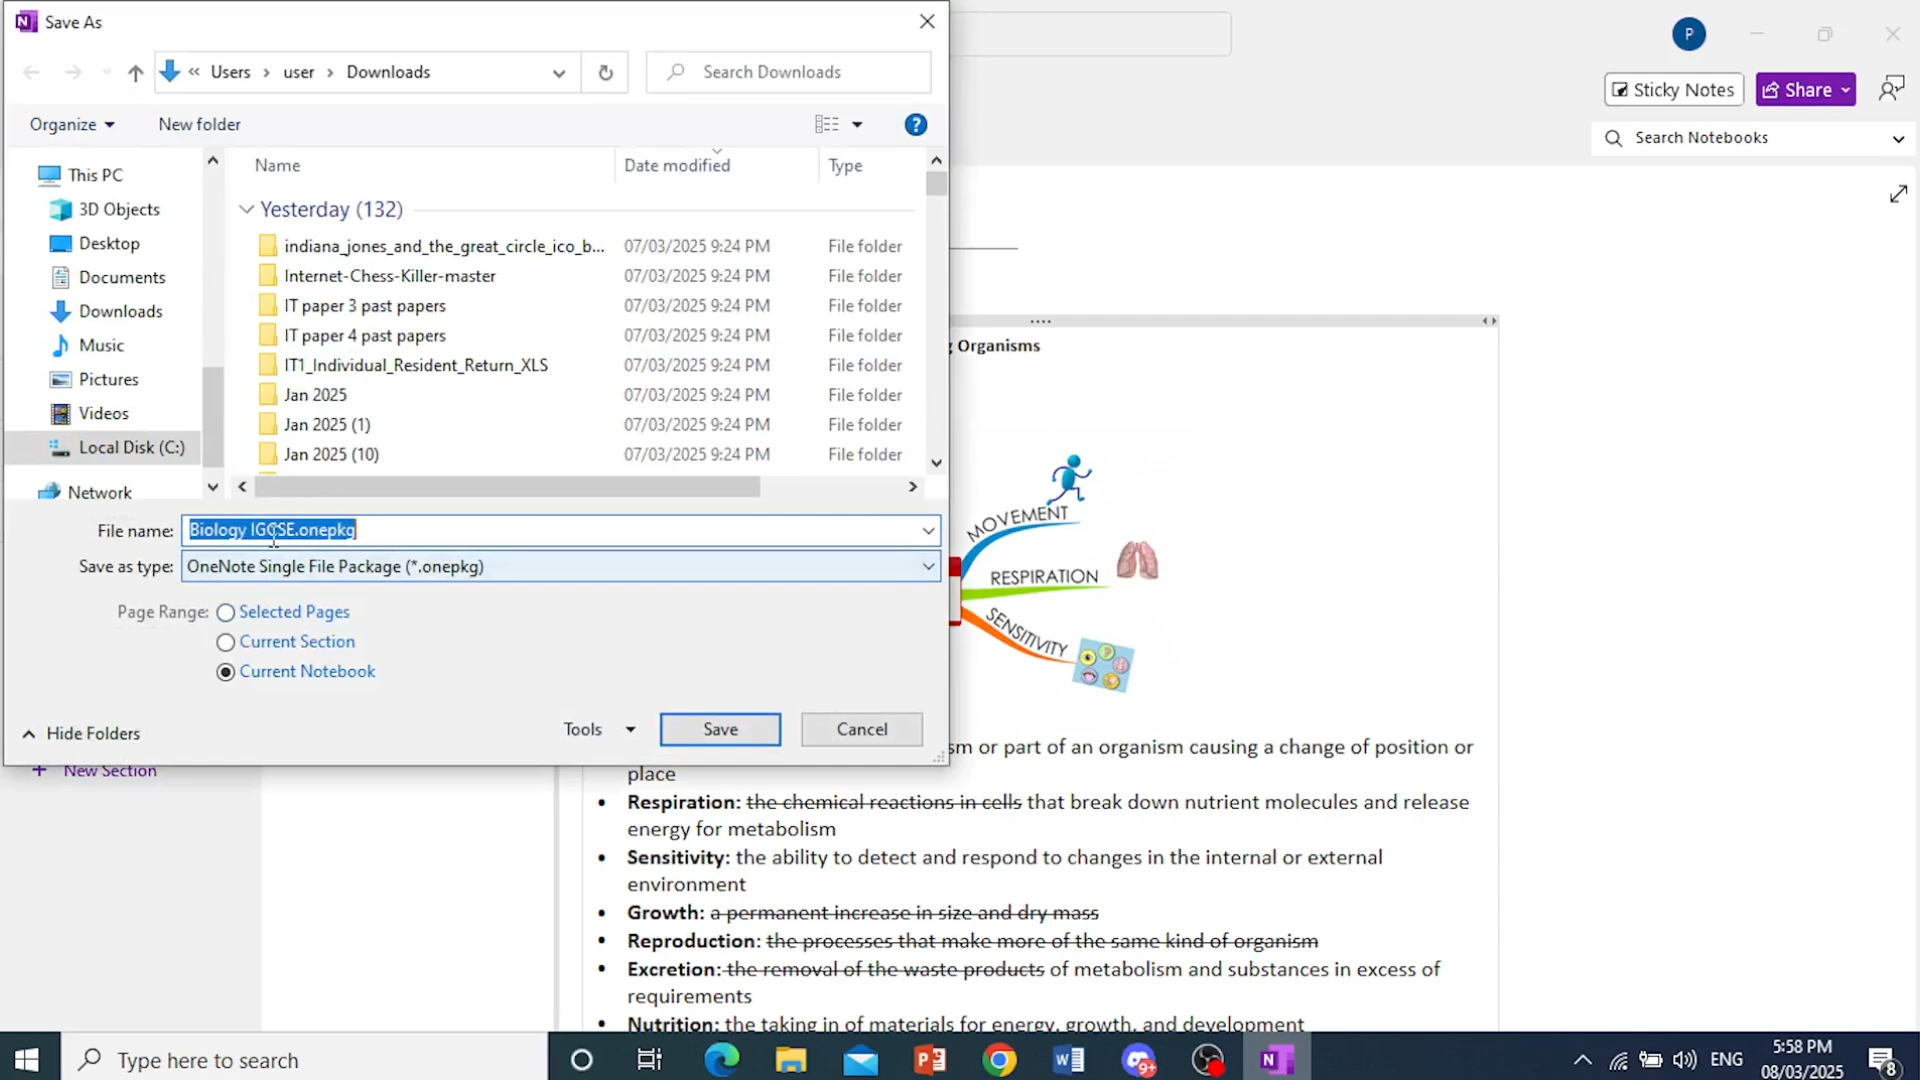 Save As
Users > user > Downloads
Search Downloads
Organize
New folder
This PC
3D Objects
Desktop
Documents
Downloads
Music
Pictures
Videos
Local Disk (C:)
Network
Name
Date modified
Type
Yesterday (132)
indiana_jones_and_the_great_circle_ico_b... 07/03/2025 9:24 PM File folder
Internet-Chess-Killer-master 07/03/2025 9:24 PM File folder
IT paper 3 past papers 07/03/2025 9:24 PM File folder
IT paper 4 past papers 07/03/2025 9:24 PM File folder
IT1_Individual_Resident_Return_XLS 07/03/2025 9:24 PM File folder
Jan 2025 07/03/2025 9:24 PM File folder
Jan 2025 (1) 07/03/2025 9:24 PM File folder
Jan 2025 (10) 07/03/2025 9:24 PM File folder
File name: Biology IGCSE.onepkg
Save as type: OneNote Single File Package (*.onepkg)
Page Range: Selected Pages
Current Section
Current Notebook
Hide Folders
Tools
Save
Cancel
P
Sticky Notes
Share
Search Notebooks
New Section
g Organisms
MOVEMENT
RESPIRATION
SENSITIVITY
sm or part of an organism causing a change of position or
place
• Respiration: the chemical reactions in cells that break down nutrient molecules and release
energy for metabolism
• Sensitivity: the ability to detect and respond to changes in the internal or external
environment
• Growth: a permanent increase in size and dry mass
• Reproduction: the processes that make more of the same kind of organism
• Excretion: the removal of the waste products of metabolism and substances in excess of
requirements
• Nutrition: the taking in of materials for energy, growth, and development
Type here to search
9+
ENG
5:58 PM
08/03/2025
8